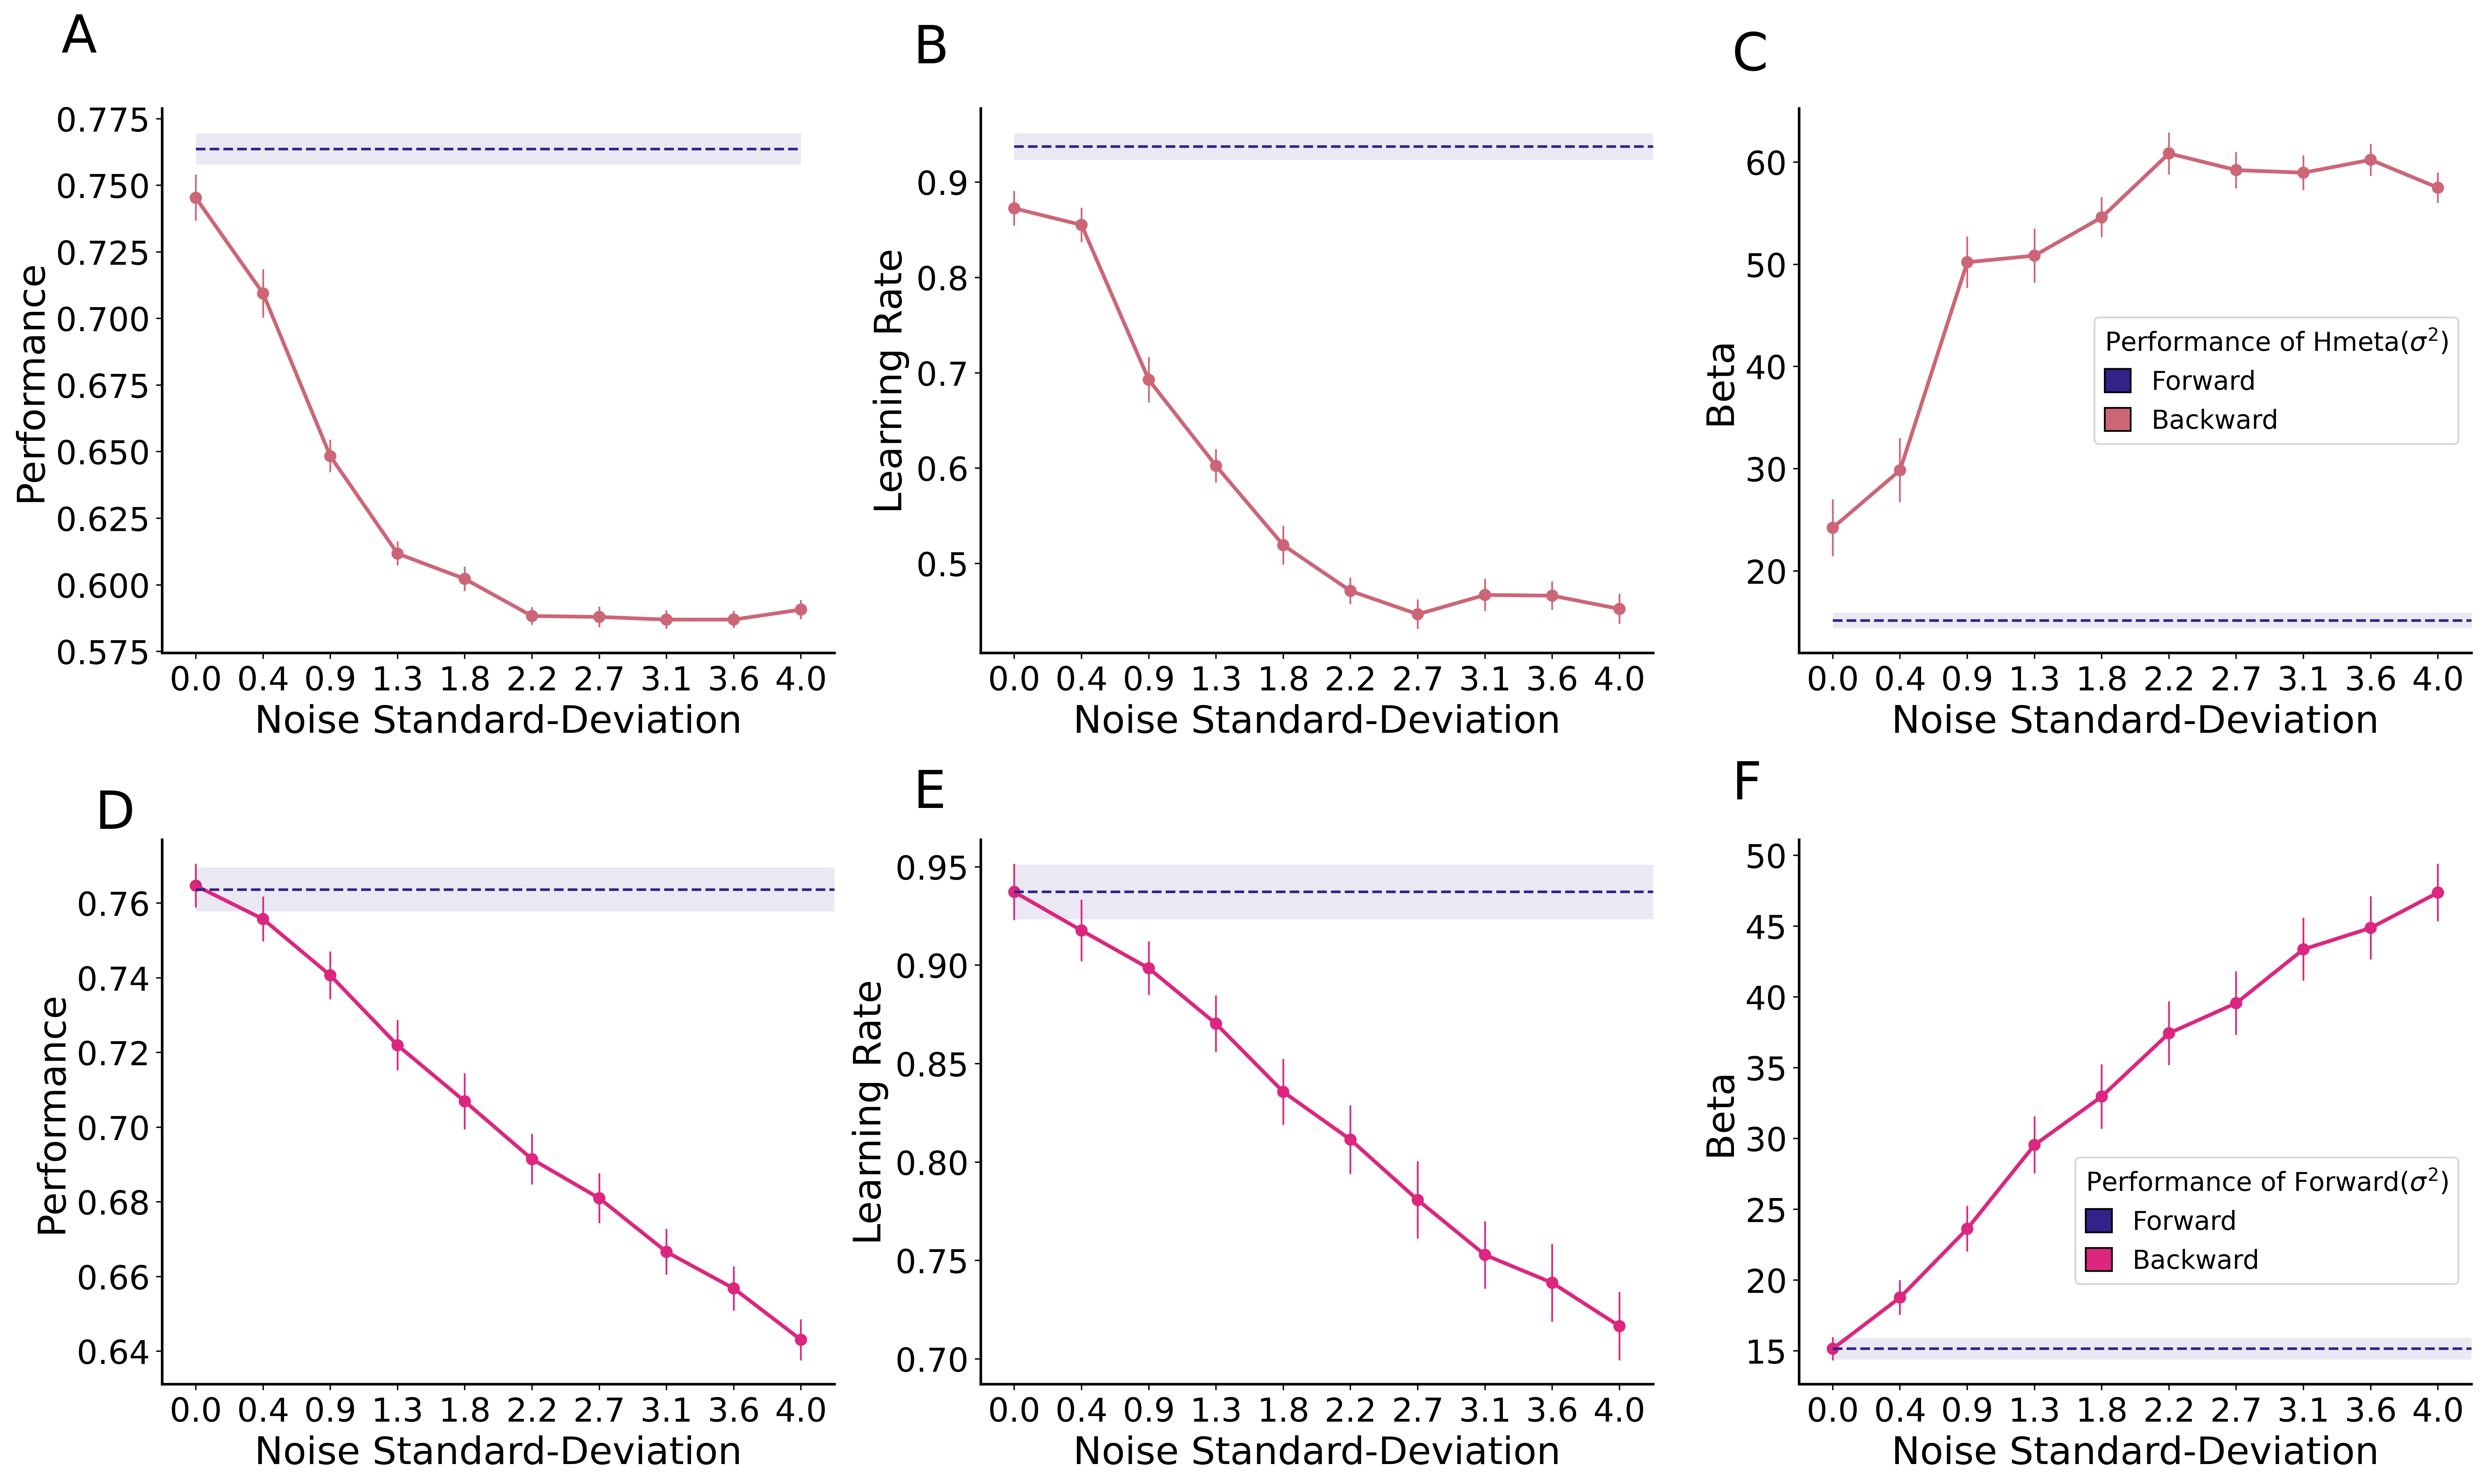 A
0.775
0.750
0.725
0.700
0.675
0.650
0.625
0.600
0.575
Performance
0.0 0.4 0.9 1.3 1.8 2.2 2.7 3.1 3.6 4.0
Noise Standard-Deviation
B
0.9
0.8
0.7
0.6
0.5
Learning Rate
0.0 0.4 0.9 1.3 1.8 2.2 2.7 3.1 3.6 4.0
Noise Standard-Deviation
C
60
50
40
30
20
Beta
Performance of Hmeta(σ²)
Forward
Backward
0.0 0.4 0.9 1.3 1.8 2.2 2.7 3.1 3.6 4.0
Noise Standard-Deviation
D
0.76
0.74
0.72
0.70
0.68
0.66
0.64
Performance
0.0 0.4 0.9 1.3 1.8 2.2 2.7 3.1 3.6 4.0
Noise Standard-Deviation
E
0.95
0.90
0.85
0.80
0.75
0.70
Learning Rate
0.0 0.4 0.9 1.3 1.8 2.2 2.7 3.1 3.6 4.0
Noise Standard-Deviation
F
50
45
40
35
30
25
20
15
Beta
Performance of Forward(σ²)
Forward
Backward
0.0 0.4 0.9 1.3 1.8 2.2 2.7 3.1 3.6 4.0
Noise Standard-Deviation